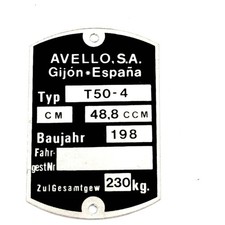 AVELLO, S.A.
Gijón • España
Typ T50-4
CM 48,8 CCM
Baujahr 198
Fahr-
gestNr
ZulGesamtgew 230 kg.